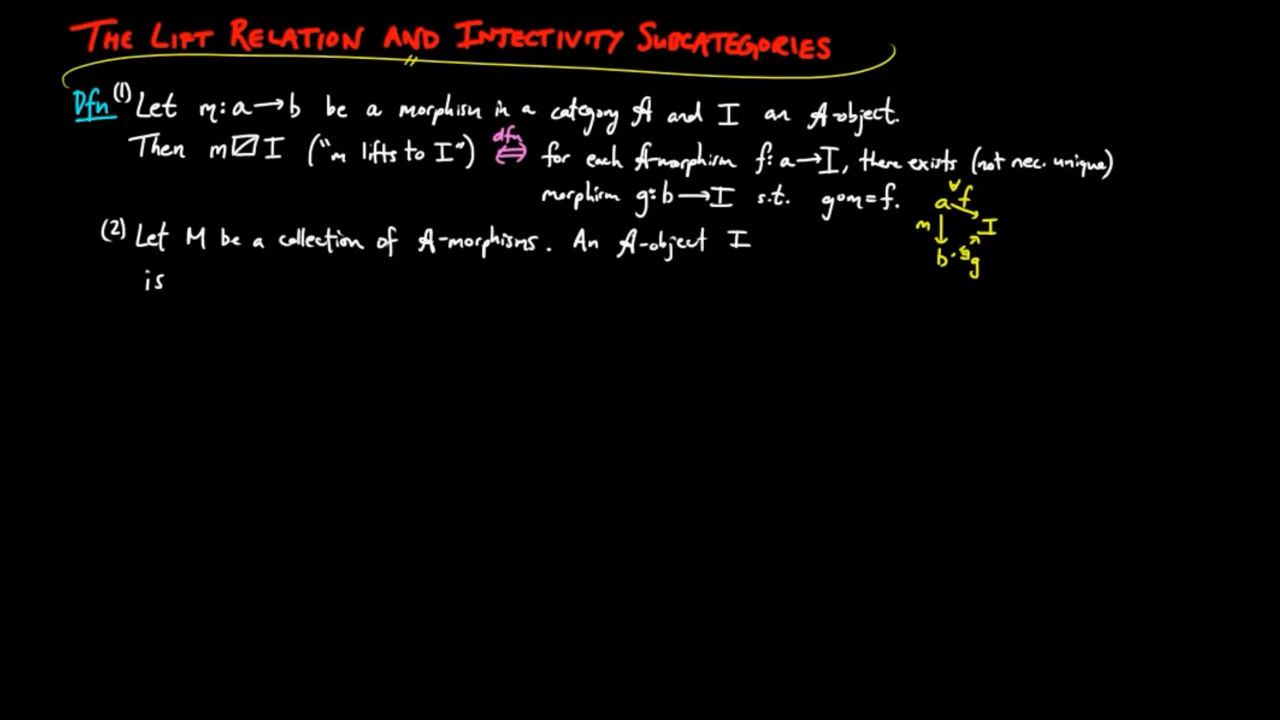 THE LIFT RELATION AND INJECTIVITY SUBCATEGORIES
Dfn (1) Let m: a → b be a morphism in a category A and I an A-object.
Then m ⧄ I ("m lifts to I") dfn ⟺ for each A-morphism f: a → I, there exists (not nec. unique)
morphism g: b → I s.t. g∘m = f.
∀ f
a
m
I
b ∃ g
(2) Let M be a collection of A-morphisms. An A-object I
is